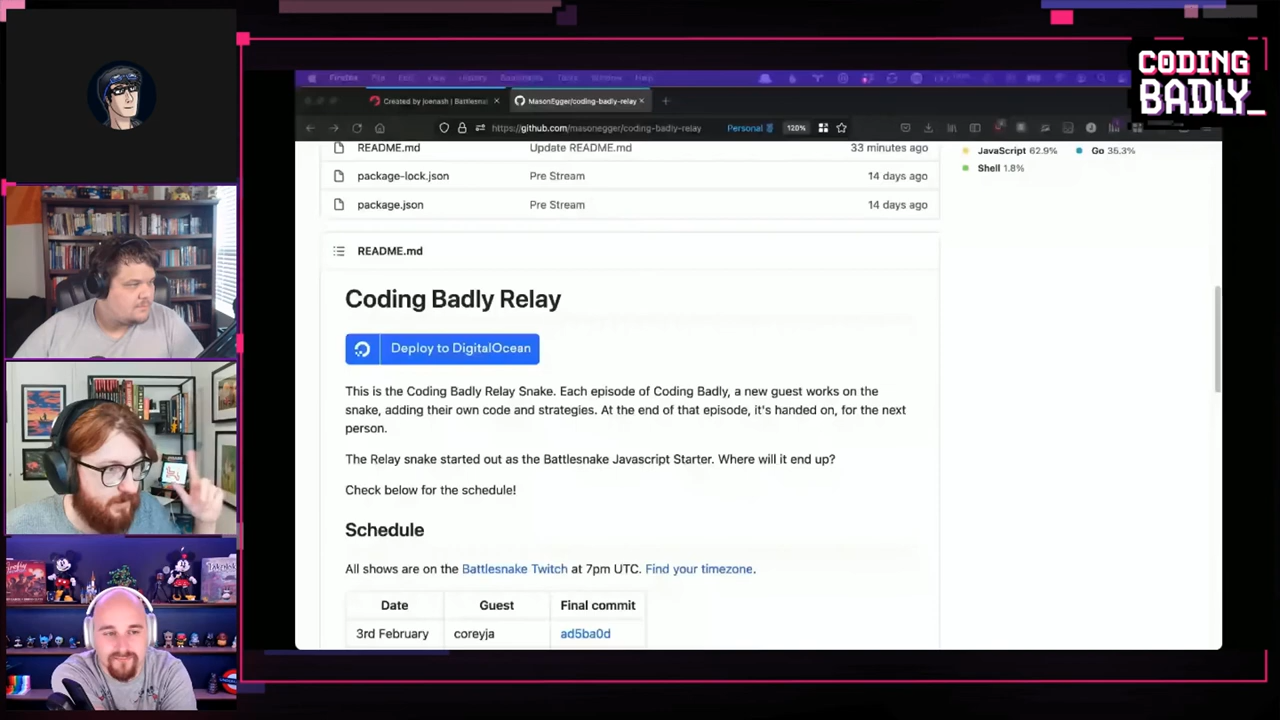 CODING
BADLY_
Created by joenash | Battlesna
MasonEgger/coding-badly-relay
https://github.com/masonegger/coding-badly-relay
Personal
120%
README.md
Update README.md
33 minutes ago
package-lock.json
Pre Stream
14 days ago
package.json
Pre Stream
14 days ago
JavaScript 62.9%
Go 35.3%
Shell 1.8%
README.md
Coding Badly Relay
Deploy to DigitalOcean
This is the Coding Badly Relay Snake. Each episode of Coding Badly, a new guest works on the
snake, adding their own code and strategies. At the end of that episode, it's handed on, for the next
person.
The Relay snake started out as the Battlesnake Javascript Starter. Where will it end up?
Check below for the schedule!
Schedule
All shows are on the Battlesnake Twitch at 7pm UTC. Find your timezone.
Date
Guest
Final commit
3rd February
coreyja
ad5ba0d
firefly